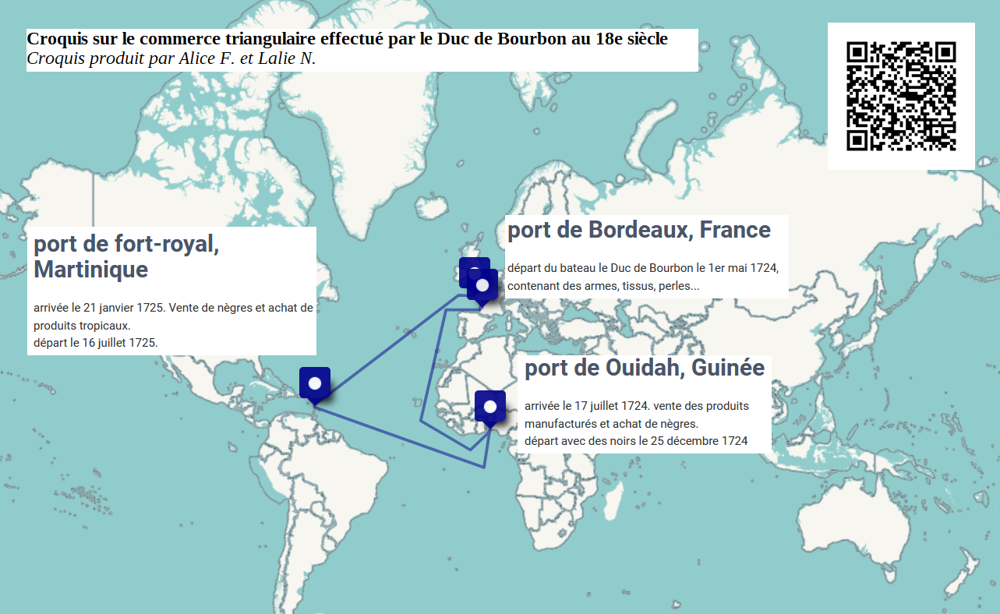 Croquis sur le commerce triangulaire effectué par le Duc de Bourbon au 18e siècle
Croquis produit par Alice F. et Lalie N.
port de Bordeaux, France
départ du bateau le Duc de Bourbon le 1er mai 1724,
contenant des armes, tissus, perles...
port de fort-royal,
Martinique
arrivée le 21 janvier 1725. Vente de nègres et achat de
produits tropicaux.
départ le 16 juillet 1725.
port de Ouidah, Guinée
arrivée le 17 juillet 1724. vente des produits
manufacturés et achat de nègres.
départ avec des noirs le 25 décembre 1724